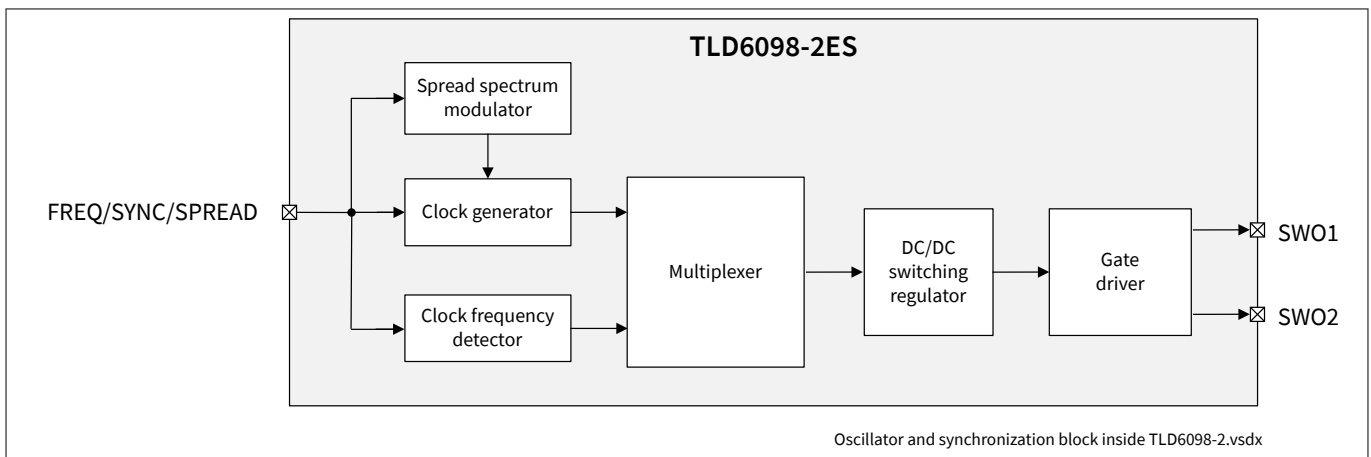 TLD6098-2ES
Spread spectrum
modulator
FREQ/SYNC/SPREAD
Clock generator
Clock frequency
detector
Multiplexer
DC/DC
switching
regulator
Gate
driver
SWO1
SWO2
Oscillator and synchronization block inside TLD6098-2.vsdx